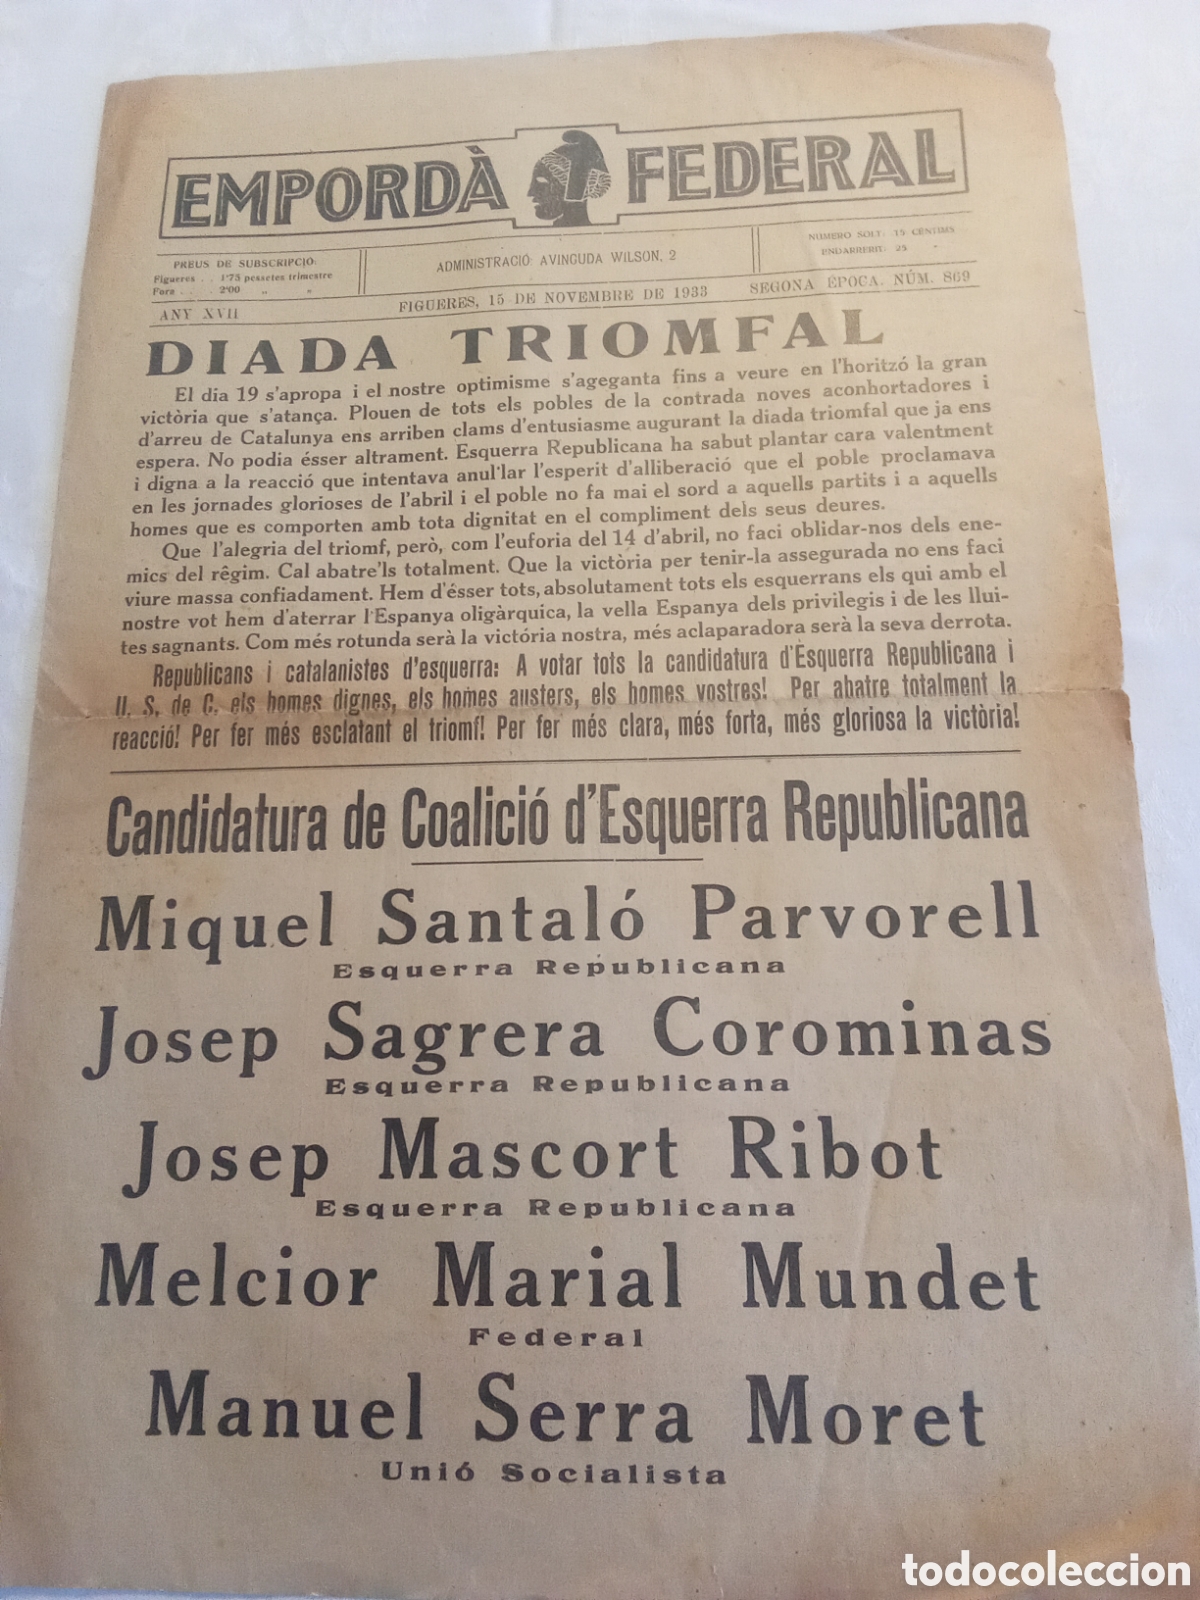 EMPORDÀ FEDERAL
PREUS DE SUBSCRIPCIÓ:
Figueres . . 1'75 pessetes trimestre
Fora . . . . 2'00 " "
ADMINISTRACIÓ: AVINGUDA WILSON, 2
NUMERO SOLT: 15 CÈNTIMS
ENDARRERIT: 25 "
ANY XVII
FIGUERES, 15 DE NOVEMBRE DE 1933
SEGONA ÈPOCA. NÚM. 869
DIADA TRIOMFAL
El dia 19 s'apropa i el nostre optimisme s'ageganta fins a veure en l'horitzó la gran
victòria que s'atança. Plouen de tots els pobles de la contrada noves aconhortadores i
d'arreu de Catalunya ens arriben clams d'entusiasme augurant la diada triomfal que ja ens
espera. No podia ésser altrament. Esquerra Republicana ha sabut plantar cara valentment
i digna a la reacció que intentava anul·lar l'esperit d'alliberació que el poble proclamava
en les jornades glorioses de l'abril i el poble no fa mai el sord a aquells partits i a aquells
homes que es comporten amb tota dignitat en el compliment dels seus deures.
Que l'alegria del triomf, però, com l'euforia del 14 d'abril, no faci oblidar-nos dels ene-
mics del règim. Cal abatre'ls totalment. Que la victòria per tenir-la assegurada no ens faci
viure massa confiadament. Hem d'ésser tots, absolutament tots els esquerrans els qui amb el
nostre vot hem d'aterrar l'Espanya oligàrquica, la vella Espanya dels privilegis i de les llui-
tes sagnants. Com més rotunda serà la victória nostra, més aclaparadora serà la seva derrota.
Republicans i catalanistes d'esquerra: A votar tots la candidatura d'Esquerra Republicana i
U. S. de C. els homes dignes, els homes austers, els homes vostres! Per abatre totalment la
reacció! Per fer més esclatant el triomf! Per fer més clara, més forta, més gloriosa la victòria!
Candidatura de Coalició d'Esquerra Republicana
Miquel Santaló Parvorell
Esquerra Republicana
Josep Sagrera Corominas
Esquerra Republicana
Josep Mascort Ribot
Esquerra Republicana
Melcior Marial Mundet
Federal
Manuel Serra Moret
Unió Socialista
todocoleccion